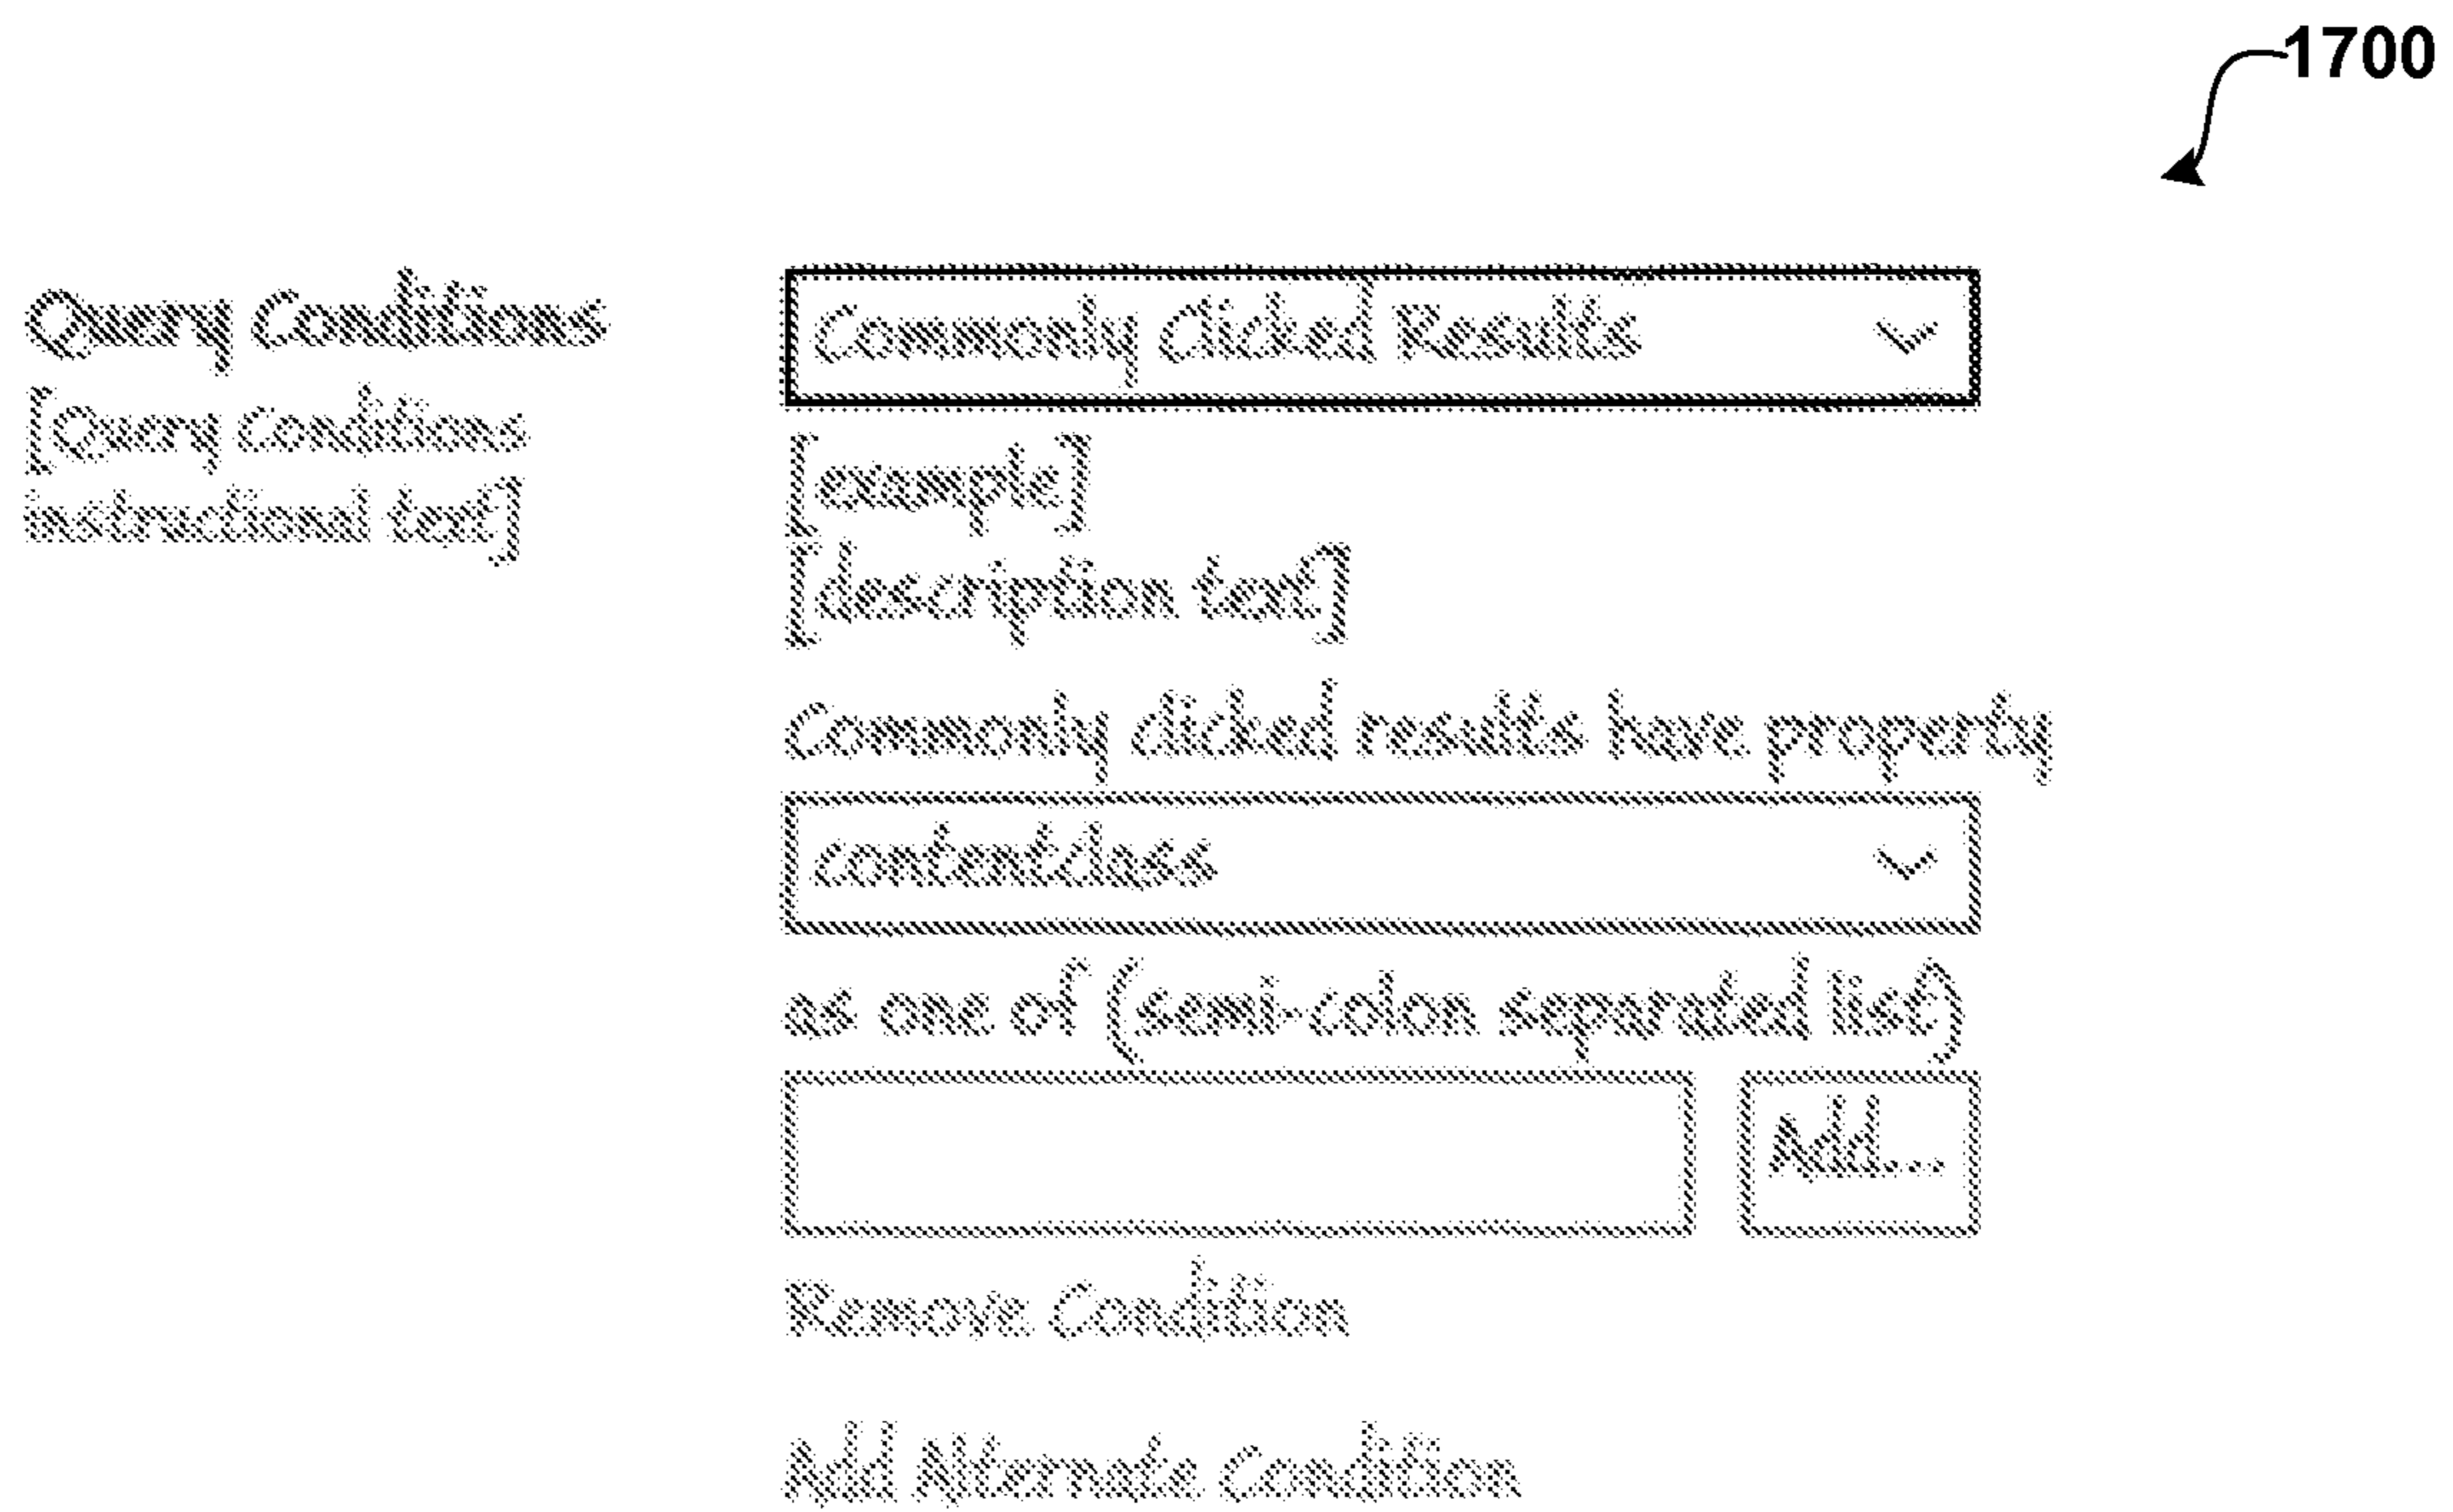 1700
Query Conditions
[Query Conditions
instructional text]
Commonly Clicked Results
[example]
[description text]
Commonly clicked results have property
contentclass
as one of (semi-colon separated list)
Add...
Remove Condition
Add Alternate Condition